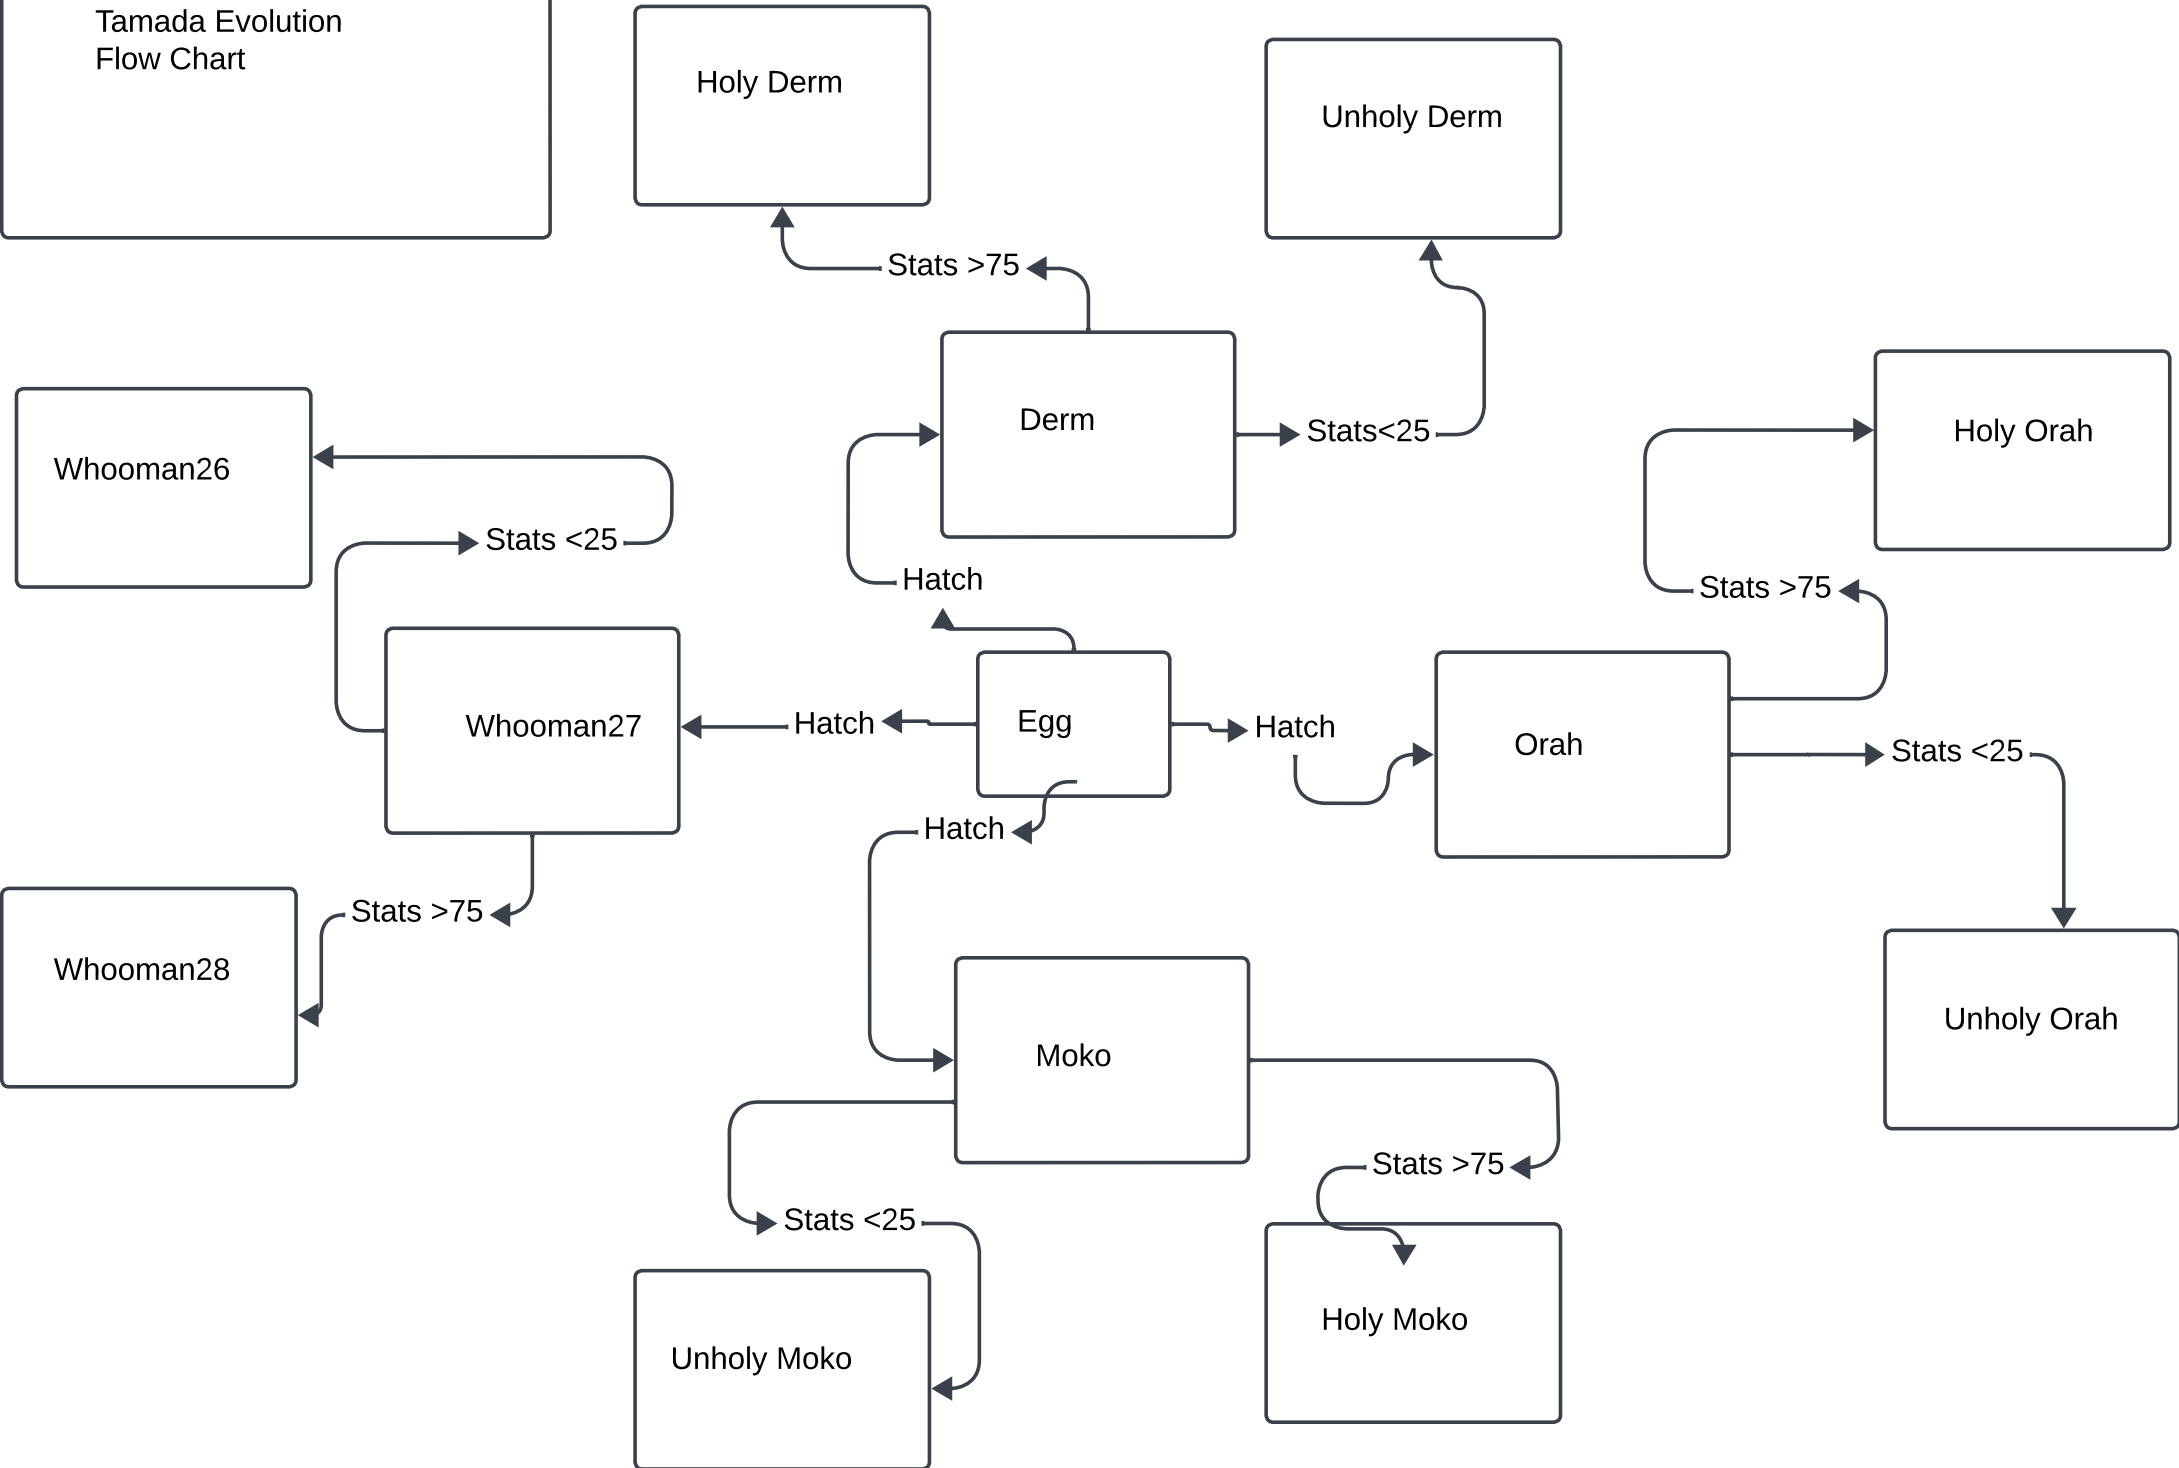 Tamada Evolution
Flow Chart
Holy Derm
Unholy Derm
Stats >75
Derm
Stats<25
Holy Orah
Whooman26
Stats <25
Hatch
Stats >75
Whooman27
Hatch
Egg
Hatch
Orah
Stats <25
Hatch
Stats >75
Whooman28
Unholy Orah
Moko
Stats >75
Stats <25
Holy Moko
Unholy Moko